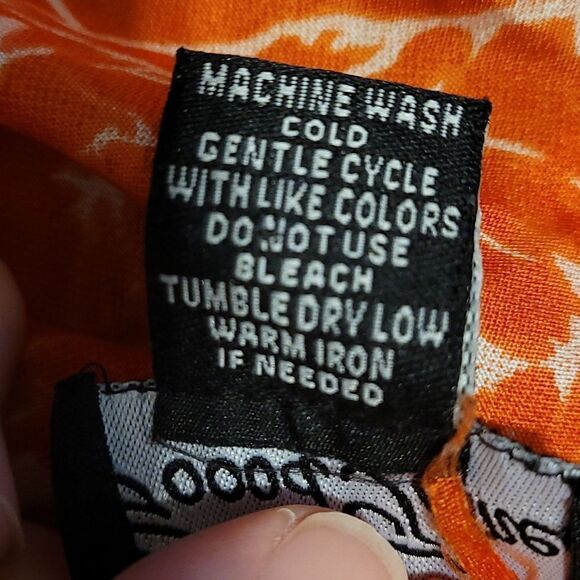 MACHINE WASH
COLD
GENTLE CYCLE
WITH LIKE COLORS
DO NOT USE
BLEACH
TUMBLE DRY LOW
WARM IRON
IF NEEDED